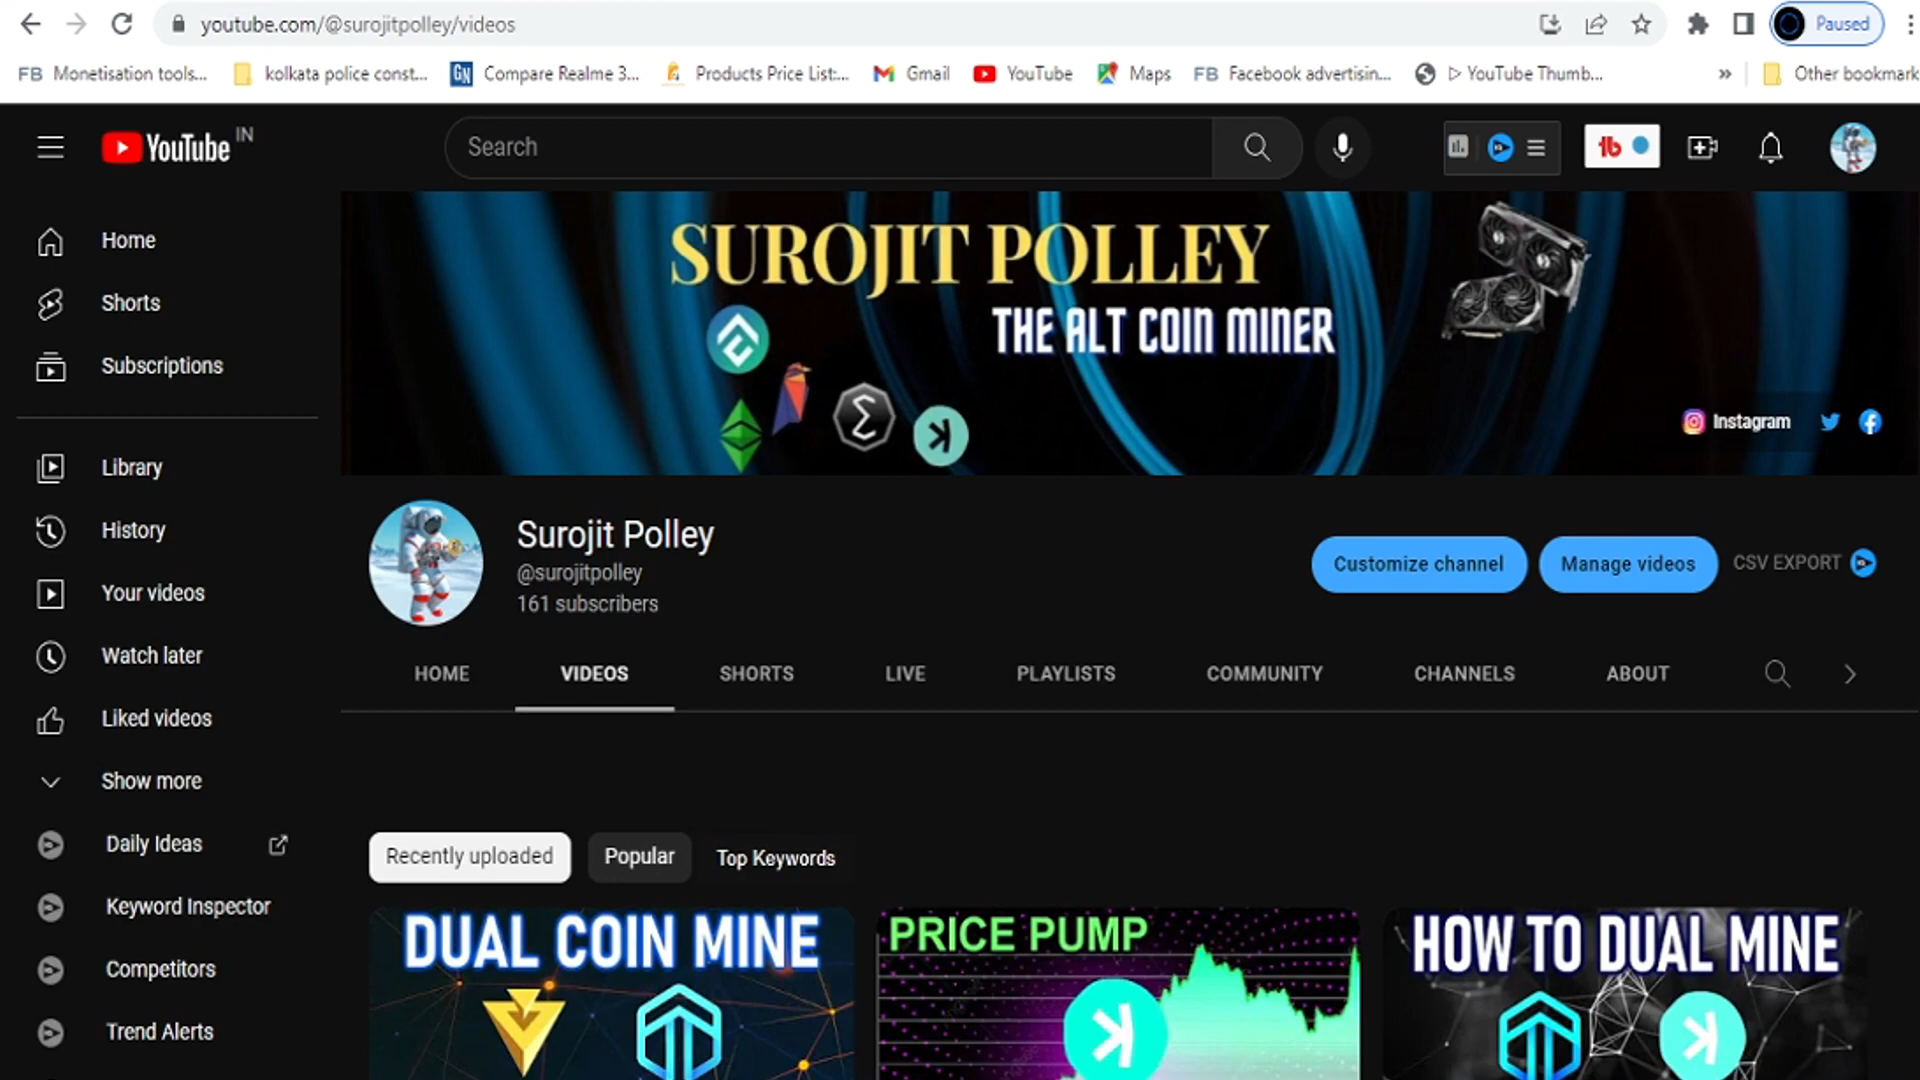 youtube.com/@surojitpolley/videos
Paused
FB Monetisation tools...
kolkata police const...
GN Compare Realme 3...
Products Price List:...
Gmail
YouTube
Maps
FB Facebook advertisin...
▷ YouTube Thumb...
»
Other bookmark
YouTube IN
Search
tb
Home
Shorts
Subscriptions
Library
History
Your videos
Watch later
Liked videos
Show more
Daily Ideas
Keyword Inspector
Competitors
Trend Alerts
SUROJIT POLLEY
THE ALT COIN MINER
Instagram
Surojit Polley
@surojitpolley
161 subscribers
Customize channel
Manage videos
CSV EXPORT
HOME
VIDEOS
SHORTS
LIVE
PLAYLISTS
COMMUNITY
CHANNELS
ABOUT
Recently uploaded
Popular
Top Keywords
DUAL COIN MINE
PRICE PUMP
HOW TO DUAL MINE